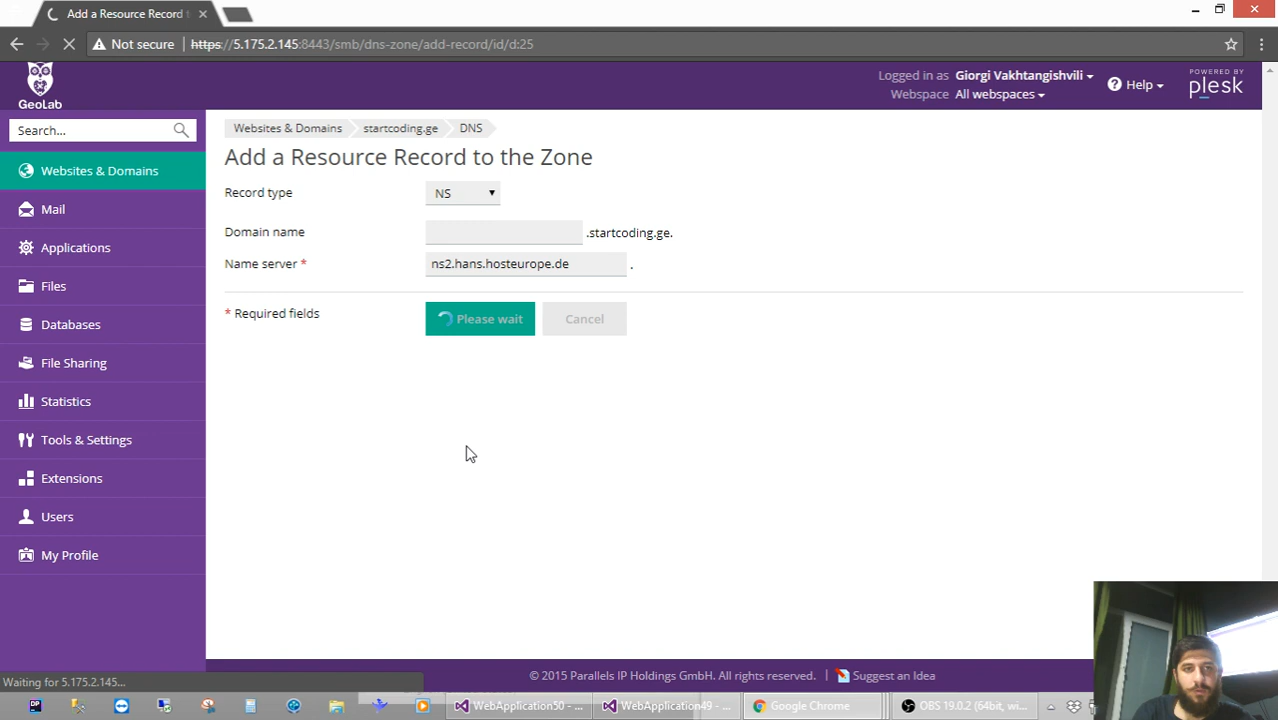 Add a Resource Record t
Not secure
https://5.175.2.145:8443/smb/dns-zone/add-record/id/d:25
GeoLab
Logged in as Giorgi Vakhtangishvili
Webspace All webspaces
Help
POWERED BY
plesk
Search...
Websites & Domains
Mail
Applications
Files
Databases
File Sharing
Statistics
Tools & Settings
Extensions
Users
My Profile
Websites & Domains
startcoding.ge
DNS
Add a Resource Record to the Zone
Record type
NS
Domain name
.startcoding.ge.
Name server *
ns2.hans.hosteurope.de
.
* Required fields
Please wait
Cancel
© 2015 Parallels IP Holdings GmbH. All rights reserved.
Suggest an Idea
Waiting for 5.175.2.145...
WebApplication50 - ...
WebApplication49 - ...
Google Chrome
OBS 19.0.2 (64bit, wi...